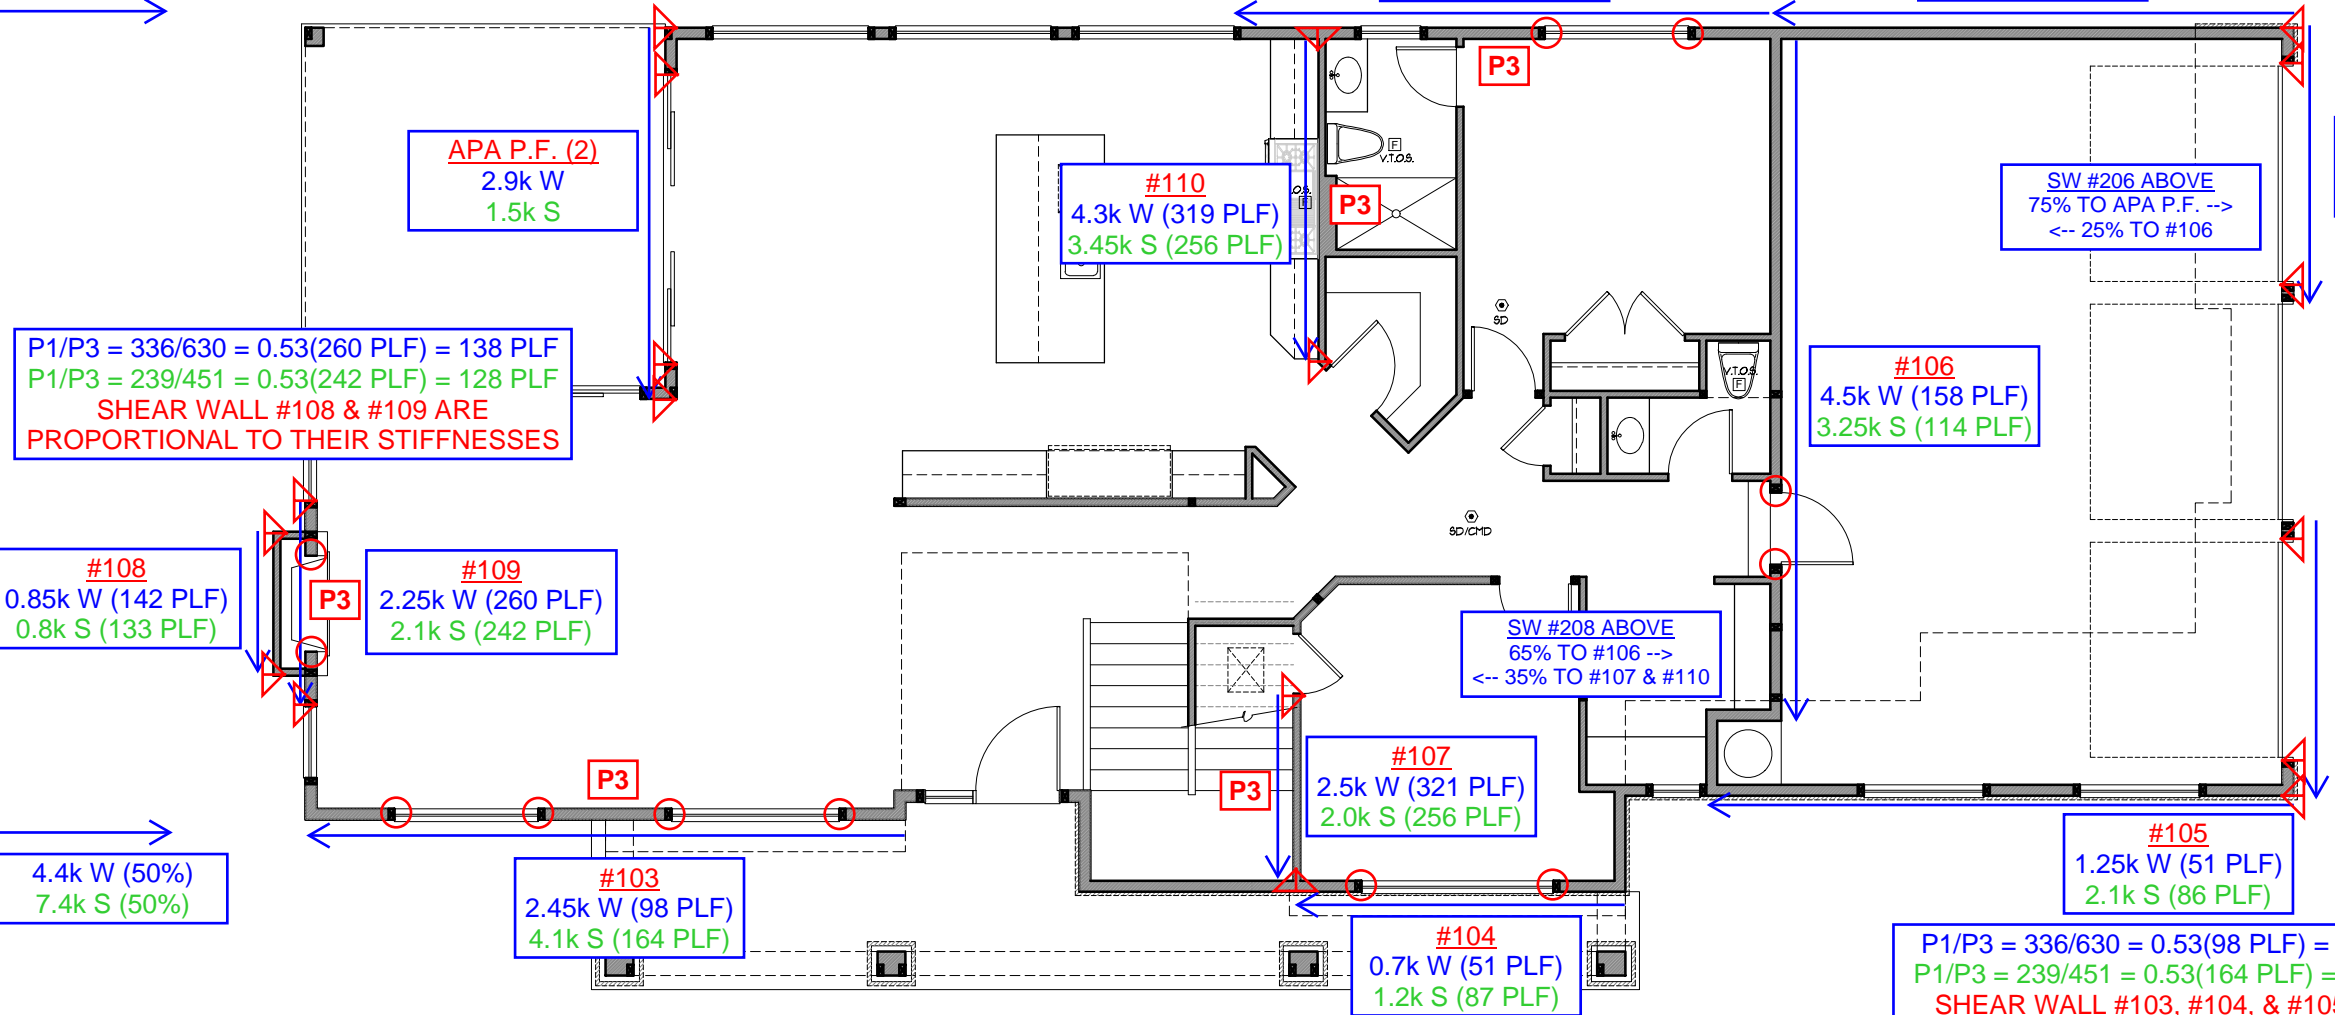 P3
APA P.F. (2)
2.9k W
1.5k S
#110
4.3k W (319 PLF)
3.45k S (256 PLF)
P3
F
V.T.O.S.
.O.S.
F
SW #206 ABOVE
75% TO APA P.F. -->
<-- 25% TO #106
SD
P1/P3 = 336/630 = 0.53(260 PLF) = 138 PLF
P1/P3 = 239/451 = 0.53(242 PLF) = 128 PLF
SHEAR WALL #108 & #109 ARE
PROPORTIONAL TO THEIR STIFFNESSES
V.T.O.S.
F
#106
4.5k W (158 PLF)
3.25k S (114 PLF)
SD/CMD
#108
0.85k W (142 PLF)
0.8k S (133 PLF)
P3
#109
2.25k W (260 PLF)
2.1k S (242 PLF)
SW #208 ABOVE
65% TO #106 -->
<-- 35% TO #107 & #110
P3
P3
#107
2.5k W (321 PLF)
2.0k S (256 PLF)
4.4k W (50%)
7.4k S (50%)
#103
2.45k W (98 PLF)
4.1k S (164 PLF)
#105
1.25k W (51 PLF)
2.1k S (86 PLF)
#104
0.7k W (51 PLF)
1.2k S (87 PLF)
P1/P3 = 336/630 = 0.53(98 PLF) =
P1/P3 = 239/451 = 0.53(164 PLF) =
SHEAR WALL #103, #104, & #105